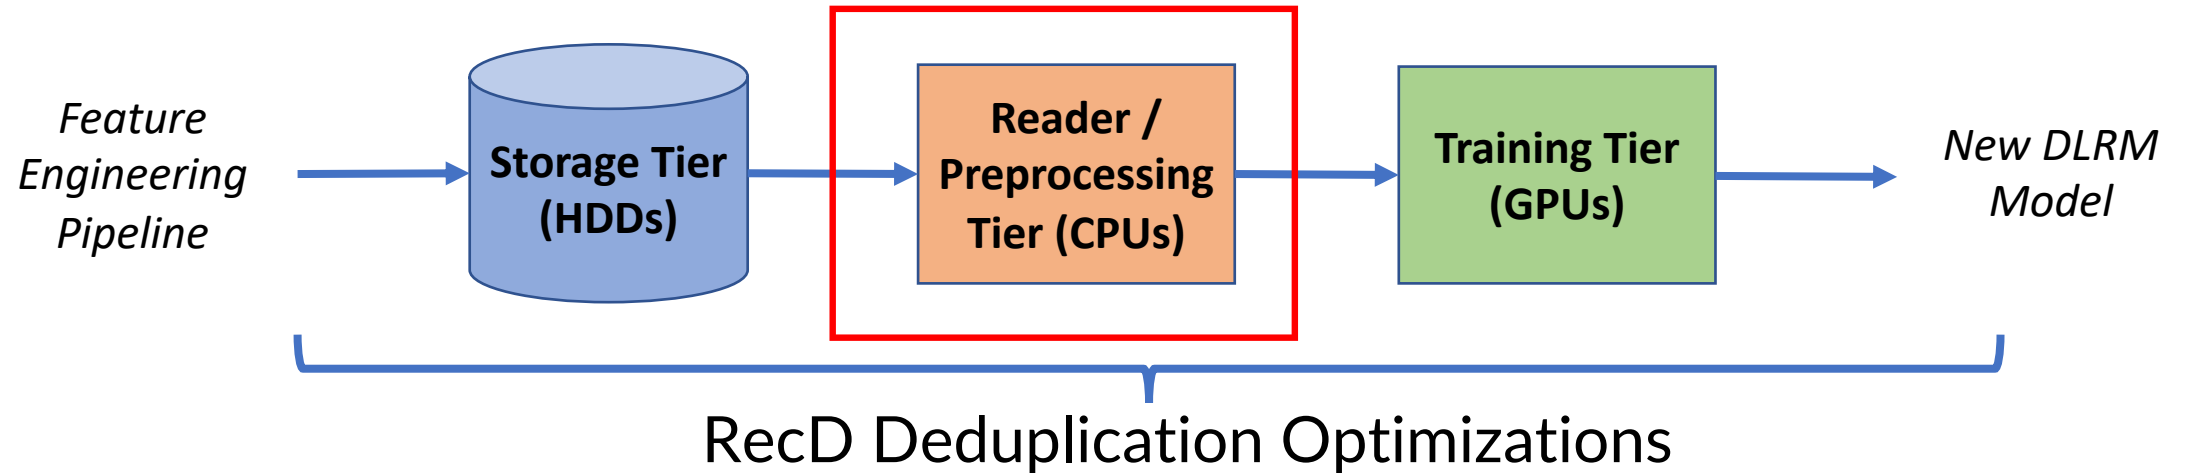 Feature
Engineering
Pipeline
Storage Tier
(HDDs)
Reader /
Preprocessing
Tier (CPUs)
Training Tier
(GPUs)
New DLRM
Model
RecD Deduplication Optimizations